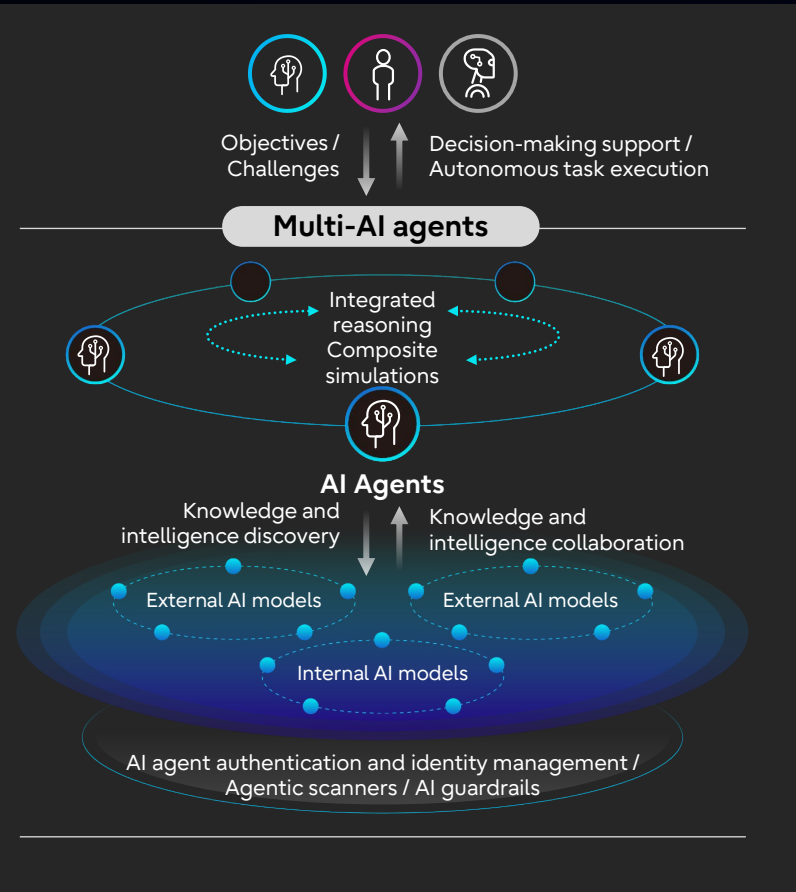 Objectives /
Challenges
Decision-making support /
Autonomous task execution
Multi-AI agents
Integrated
reasoning
Composite
simulations
AI Agents
Knowledge and
intelligence discovery
Knowledge and
intelligence collaboration
External AI models
External AI models
Internal AI models
AI agent authentication and identity management /
Agentic scanners / AI guardrails